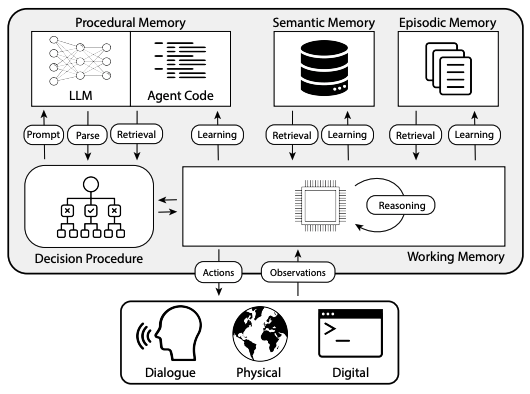 Procedural Memory
Semantic Memory
Episodic Memory
LLM
Agent Code
Prompt
Parse
Retrieval
Learning
Retrieval
Learning
Retrieval
Learning
Reasoning
Decision Procedure
Working Memory
Actions
Observations
>_
Dialogue
Physical
Digital